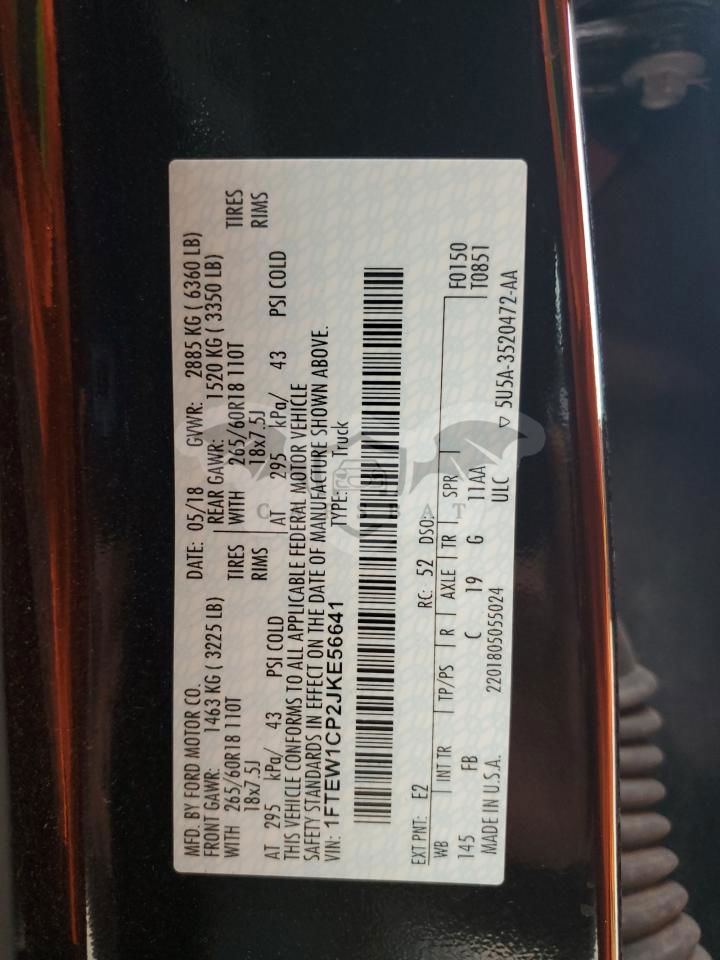 MFD. BY FORD MOTOR CO. DATE: 05/18 GVWR: 2885 KG ( 6360 LB)
FRONT GAWR: 1463 KG ( 3225 LB) REAR GAWR: 1520 KG ( 3350 LB)
WITH 265/60R18 110T TIRES WITH 265/60R18 110T TIRES
18x7.5J RIMS 18x7.5J RIMS
AT 295 kPa/ 43 PSI COLD AT 295 kPa/ 43 PSI COLD
THIS VEHICLE CONFORMS TO ALL APPLICABLE FEDERAL MOTOR VEHICLE
SAFETY STANDARDS IN EFFECT ON THE DATE OF MANUFACTURE SHOWN ABOVE.
VIN: 1FTEW1CP2JKE56641 TYPE: Truck
EXT PNT: E2 RC: 52 DSO:
WB INT TR TP/PS R AXLE TR SPR F0150
145 FB C 19 G 11AA T0851
MADE IN U.S.A. 2201805055024 ULC ▽ 5U5A-3520472-AA